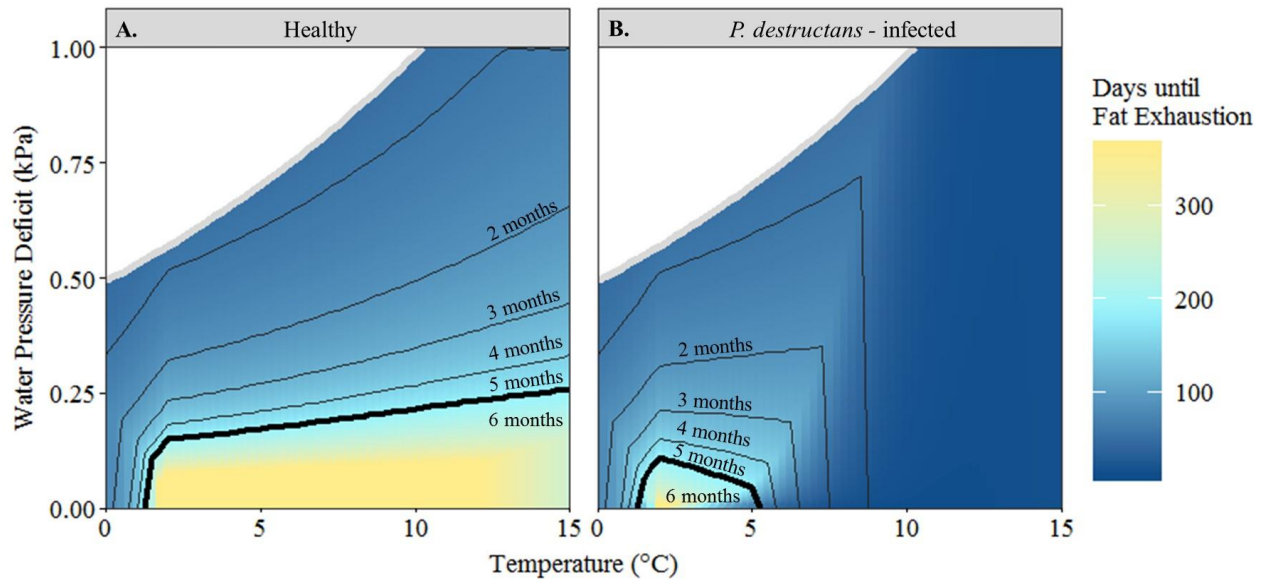 A. Healthy
B. P. destructans - infected
Water Pressure Deficit (kPa)
1.00
0.75
0.50
0.25
0.00
2 months
3 months
4 months
5 months
6 months
0 5 10 15
2 months
3 months
4 months
5 months
6 months
0 5 10 15
Temperature (°C)
Days until
Fat Exhaustion
300
200
100